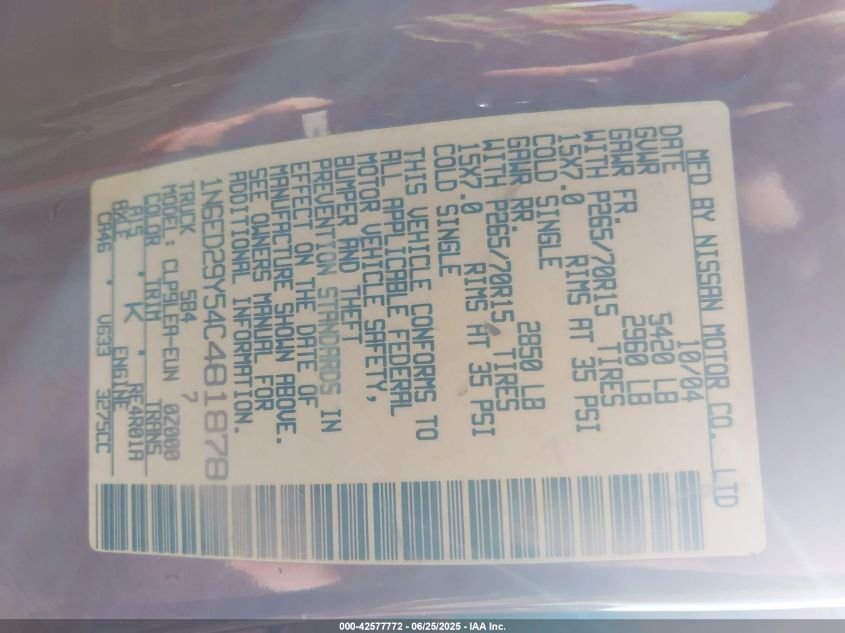 MFD BY NISSAN MOTOR CO. LTD
DATE 10/04
GVWR 5420 LB
GAWR FR. 2960 LB
WITH P265/70R15 TIRES
15X7.0 RIMS AT 35 PSI
COLD SINGLE
GAWR RR. 2850 LB
WITH P265/70R15 TIRES
15X7.0 RIMS AT 35 PSI
COLD SINGLE
THIS VEHICLE CONFORMS TO
ALL APPLICABLE FEDERAL
MOTOR VEHICLE SAFETY,
BUMPER AND THEFT
PREVENTION STANDARDS IN
EFFECT ON THE DATE OF
MANUFACTURE SHOWN ABOVE.
SEE OWNERS MANUAL FOR
ADDITIONAL INFORMATION.
1N6ED29Y54C481878
TRUCK 5B4 7
MODEL: CLP9LEA-EUN 0Z000
COLOR TRIM TRANS
K RE4R01A
AXLE ENGINE
CA46 VG33 3275CC
000-42577772 - 06/25/2025 - IAA Inc.